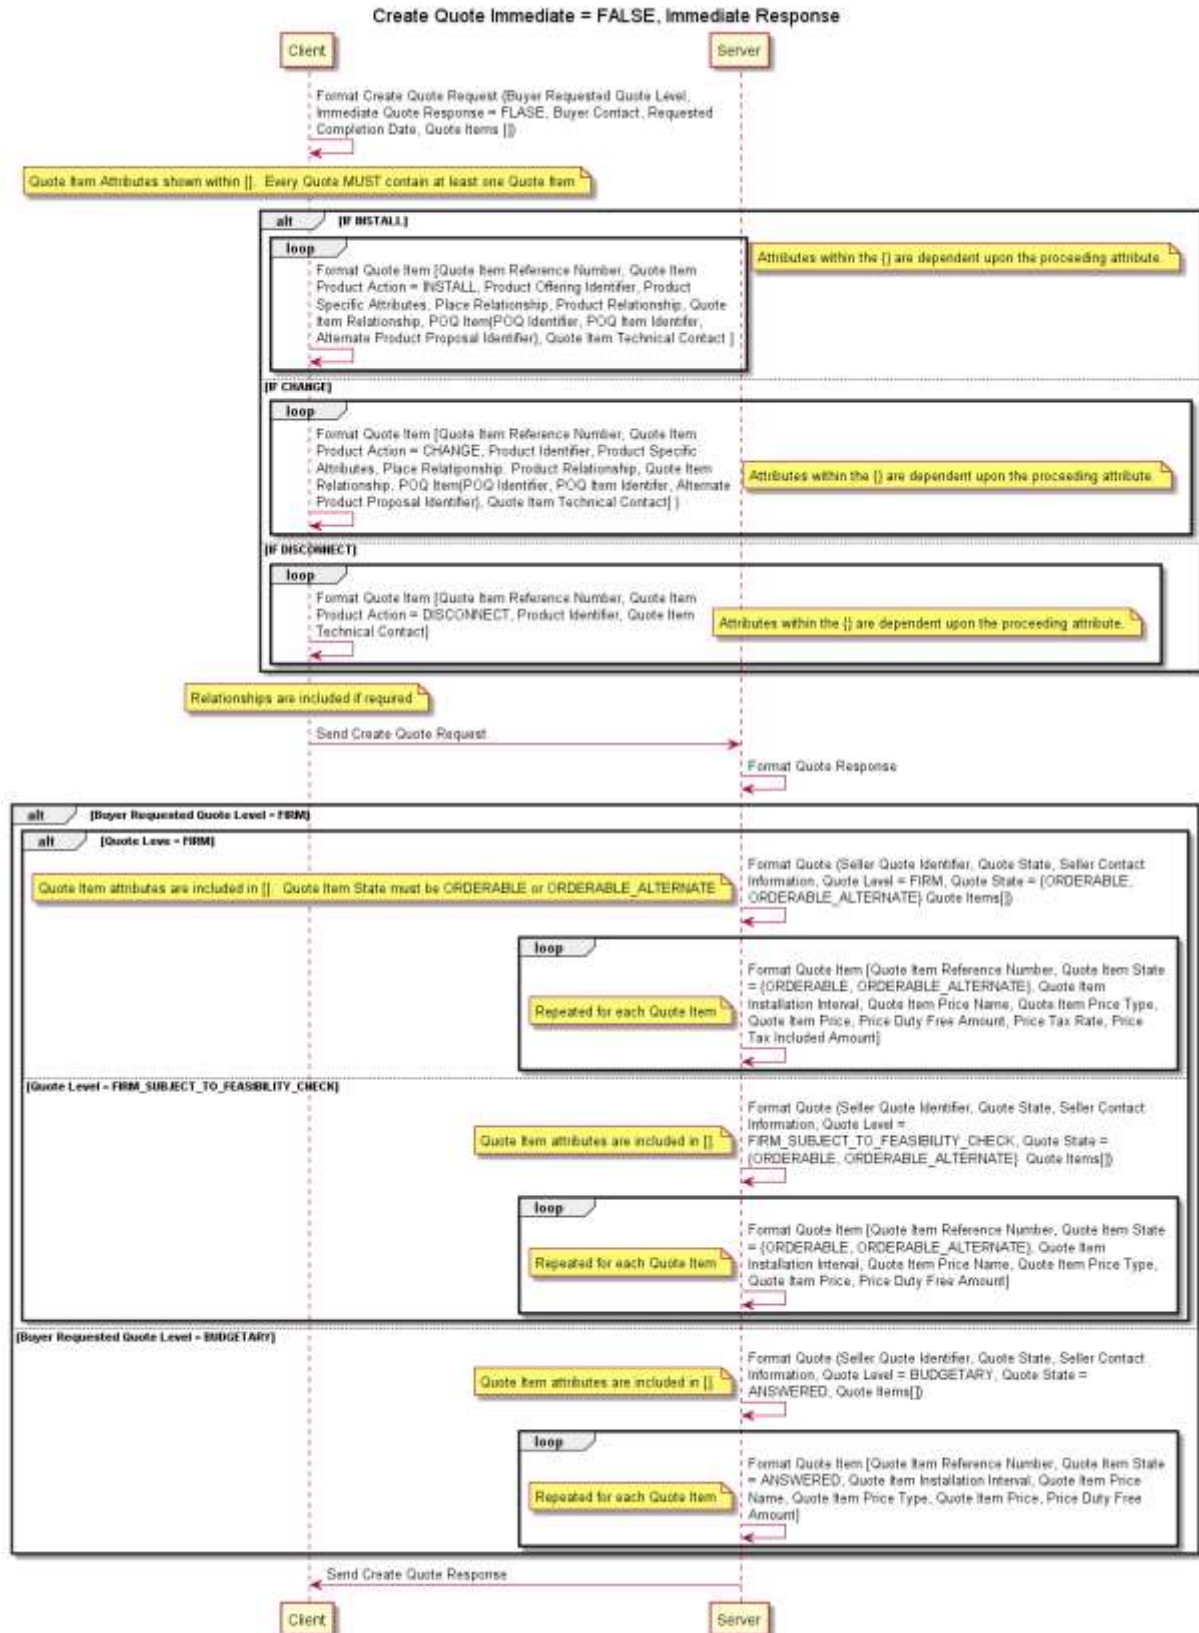 Create Quote Immediate = FALSE, Immediate Response
Client
Server
Format Create Quote Request (Buyer Requested Quote Level,
Immediate Quote Response = FLASE, Buyer Contact, Requested
Completion Date, Quote Items [])
Quote Item Attributes shown within []. Every Quote MUST contain at least one Quote Item
alt [IF INSTALL]
loop
Attributes within the {} are dependent upon the proceeding attribute.
Format Quote Item [Quote Item Reference Number, Quote Item
Product Action = INSTALL, Product Offering Identifier, Product
Specific Attributes, Place Relationship, Product Relationship, Quote
Item Relationship, POQ Item{POQ Identifier, POQ Item Identifer,
Alternate Product Proposal Identifier}, Quote Item Technical Contact ]
[IF CHANGE]
loop
Format Quote Item [Quote Item Reference Number, Quote Item
Product Action = CHANGE, Product Identifier, Product Specific
Attributes, Place Relatiponship, Product Relationship, Quote Item
Relationship, POQ Item{POQ Identifier, POQ Item Identifer, Alternate
Product Proposal Identifier}, Quote Item Technical Contact] )
Attributes within the {} are dependent upon the proceeding attribute.
[IF DISCONNECT]
loop
Format Quote Item [Quote Item Reference Number, Quote Item
Product Action = DISCONNECT, Product Identifier, Quote Item
Technical Contact]
Attributes within the {} are dependent upon the proceeding attribute.
Relationships are included if required
Send Create Quote Request
Format Quote Response
alt [Buyer Requested Quote Level = FIRM]
alt [Quote Leve = FIRM]
Quote Item attributes are included in []. Quote Item State must be ORDERABLE or ORDERABLE_ALTERNATE
Format Quote (Seller Quote Identifier, Quote State, Seller Contact
Information, Quote Level = FIRM, Quote State = {ORDERABLE,
ORDERABLE_ALTERNATE} Quote Items[])
loop
Repeated for each Quote Item
Format Quote Item [Quote Item Reference Number, Quote Item State
= {ORDERABLE, ORDERABLE_ALTERNATE}, Quote Item
Installation Interval, Quote Item Price Name, Quote Item Price Type,
Quote Item Price, Price Duty Free Amount, Price Tax Rate, Price
Tax Included Amount]
[Quote Level = FIRM_SUBJECT_TO_FEASIBILITY_CHECK]
Quote Item attributes are included in [].
Format Quote (Seller Quote Identifier, Quote State, Seller Contact
Information, Quote Level =
FIRM_SUBJECT_TO_FEASIBILITY_CHECK, Quote State =
{ORDERABLE, ORDERABLE_ALTERNATE} Quote Items[])
loop
Repeated for each Quote Item
Format Quote Item [Quote Item Reference Number, Quote Item State
= {ORDERABLE, ORDERABLE_ALTERNATE}, Quote Item
Installation Interval, Quote Item Price Name, Quote Item Price Type,
Quote Item Price, Price Duty Free Amount]
[Buyer Requested Quote Level = BUDGETARY]
Quote Item attributes are included in [].
Format Quote (Seller Quote Identifier, Quote State, Seller Contact
Information, Quote Level = BUDGETARY, Quote State =
ANSWERED, Quote Items[])
loop
Repeated for each Quote Item
Format Quote Item [Quote Item Reference Number, Quote Item State
= ANSWERED, Quote Item Installation Interval, Quote Item Price
Name, Quote Item Price Type, Quote Item Price, Price Duty Free
Amount]
Send Create Quote Response
Client
Server